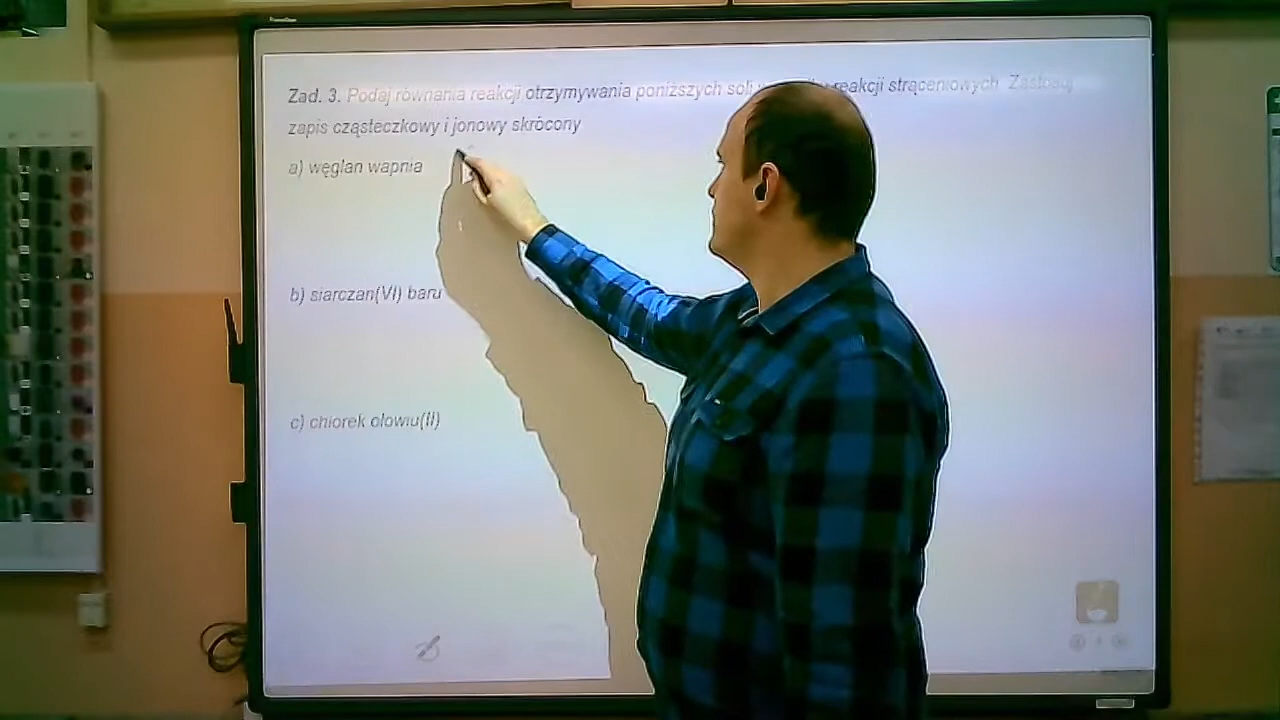 Zad. 3. Podaj równania reakcji otrzymywania poniższych soli reakcji strąceniowych Zastosuj
zapis cząsteczkowy i jonowy skrócony
a) węglan wapnia
b) siarczan(VI) baru
c) chlorek ołowiu(II)